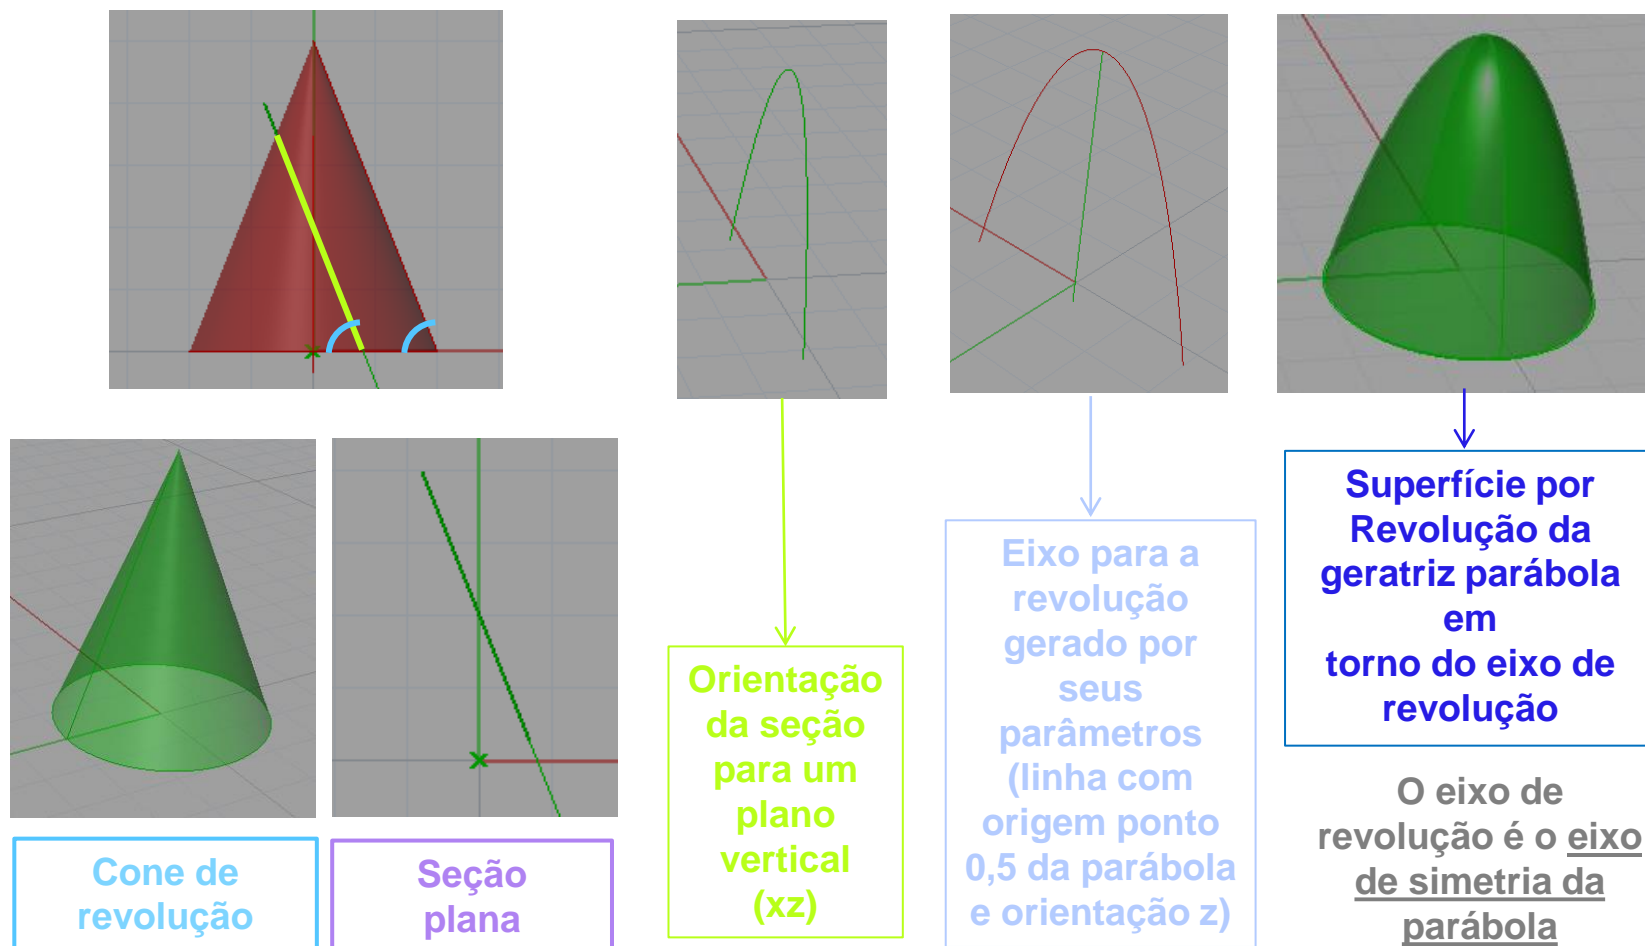 Cone de
revolução
Seção
plana
Orientação
da seção
para um
plano
vertical
(xz)
Eixo para a
revolução
gerado por
seus
parâmetros
(linha com
origem ponto
0,5 da parábola
e orientação z)
Superfície por
Revolução da
geratriz parábola
em
torno do eixo de
revolução
O eixo de
revolução é o eixo
de simetria da
parábola